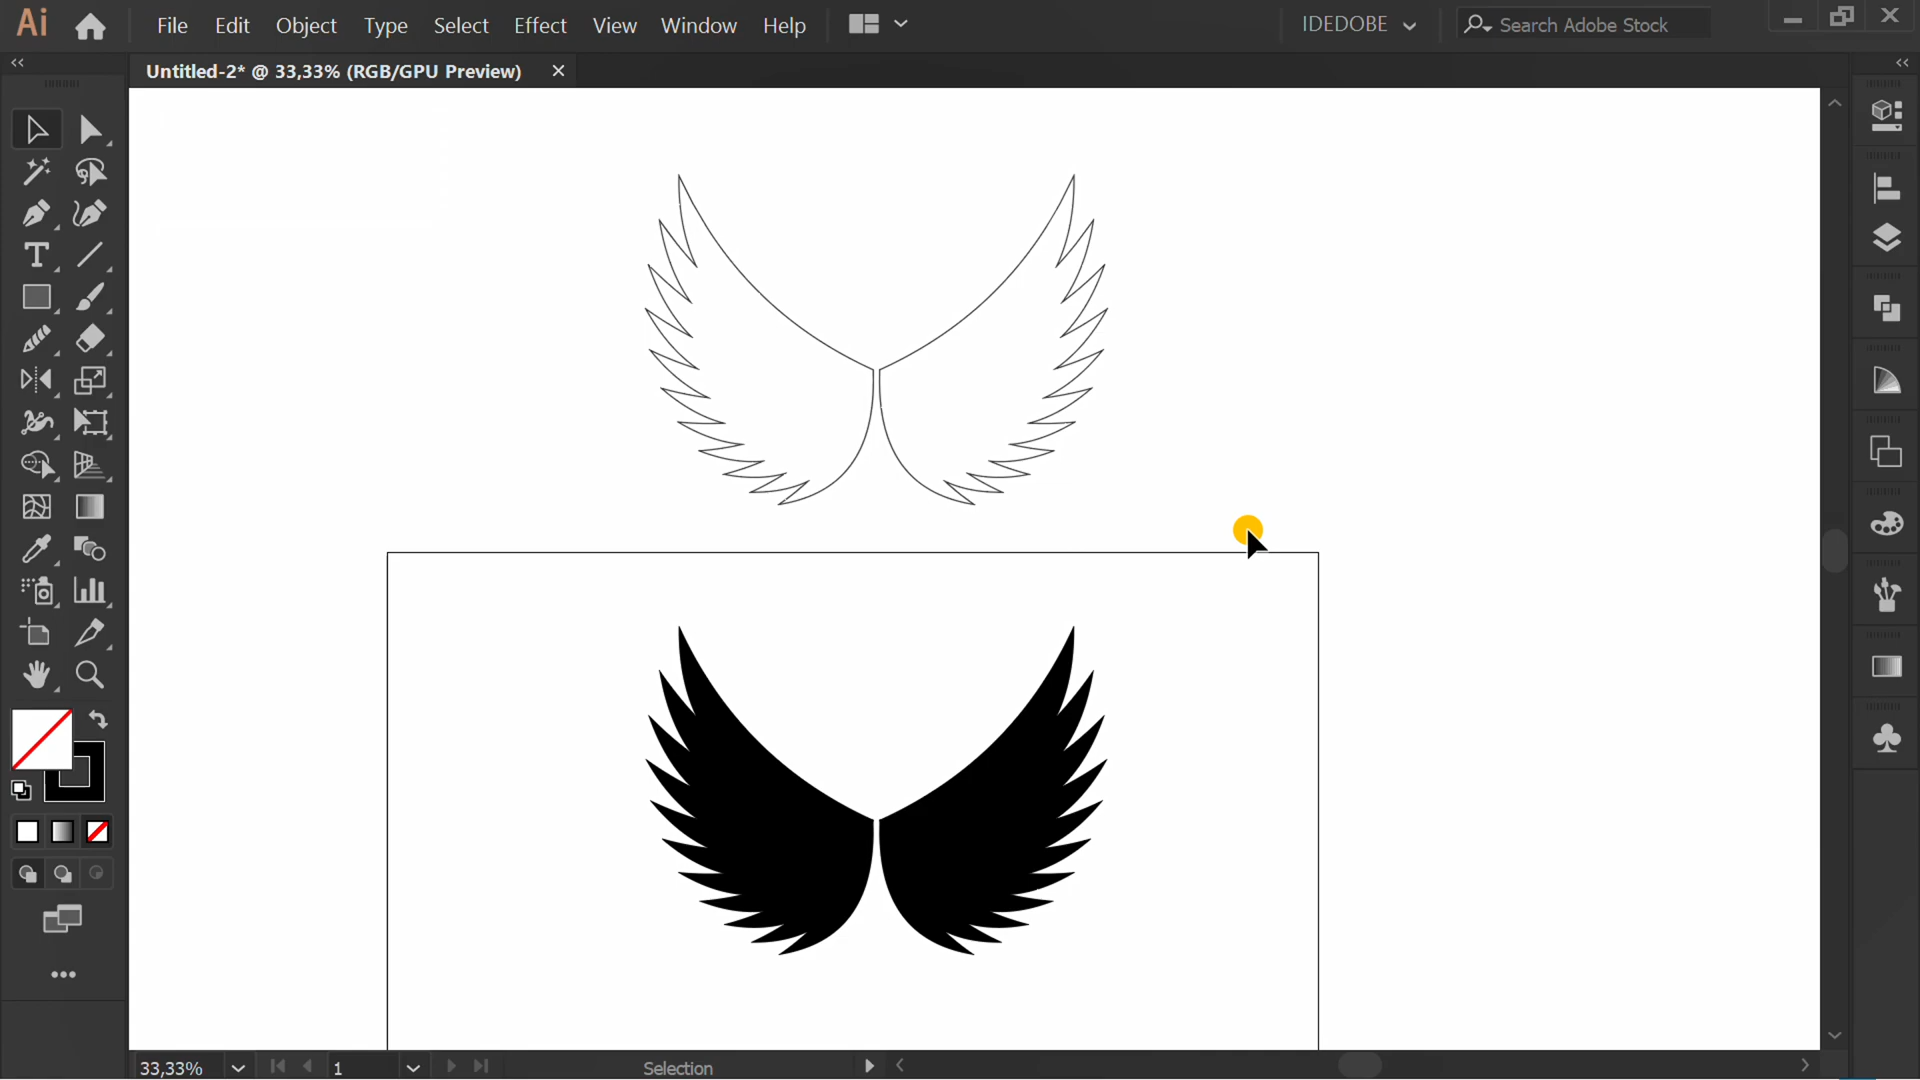 Ai File Edit Object Type Select Effect View Window Help IDEDOBE Search Adobe Stock
Untitled-2* @ 33,33% (RGB/GPU Preview)
33,33% 1 Selection